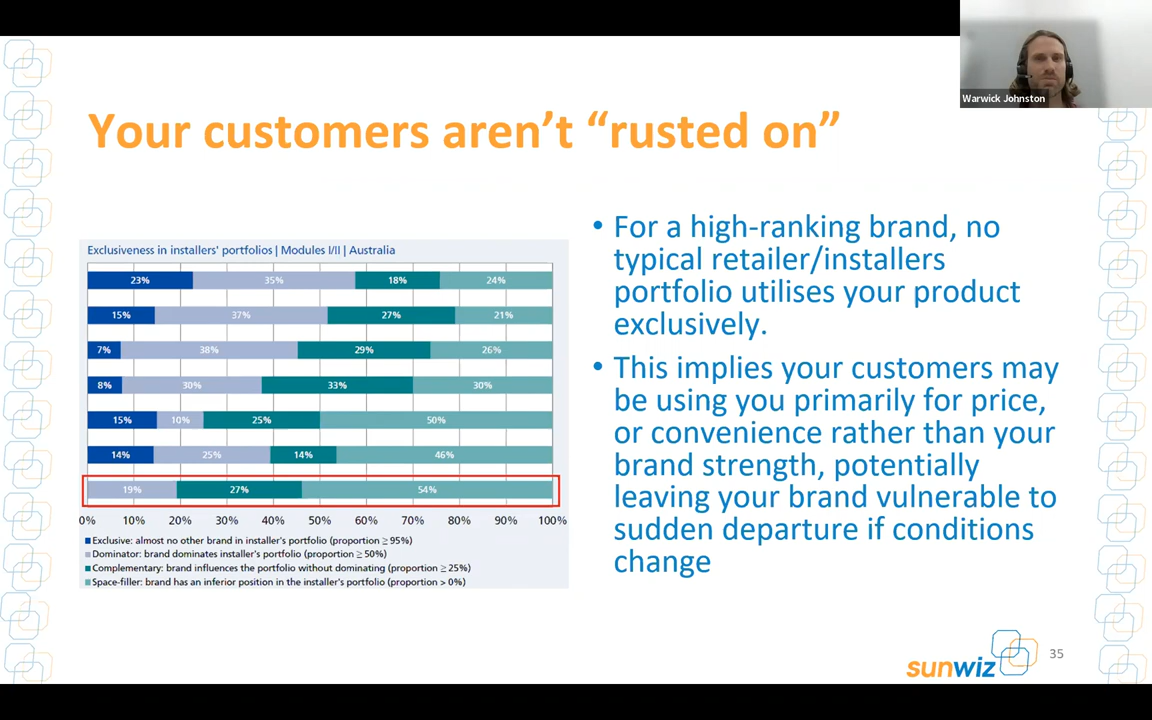 Warwick Johnston
Your customers aren’t “rusted on”
Exclusiveness in installers' portfolios | Modules I/II | Australia
23% 35% 18% 24%
15% 37% 27% 21%
7% 38% 29% 26%
8% 30% 33% 30%
15% 10% 25% 50%
14% 25% 14% 46%
19% 27% 54%
0% 10% 20% 30% 40% 50% 60% 70% 80% 90% 100%
Exclusive: almost no other brand in installer's portfolio (proportion ≥ 95%)
Dominator: brand dominates installer's portfolio (proportion ≥ 50%)
Complementary: brand influences the portfolio without dominating (proportion ≥ 25%)
Space-filler: brand has an inferior position in the installer's portfolio (proportion > 0%)
• For a high-ranking brand, no
typical retailer/installers
portfolio utilises your product
exclusively.
• This implies your customers may
be using you primarily for price,
or convenience rather than your
brand strength, potentially
leaving your brand vulnerable to
sudden departure if conditions
change
sunwiz
35